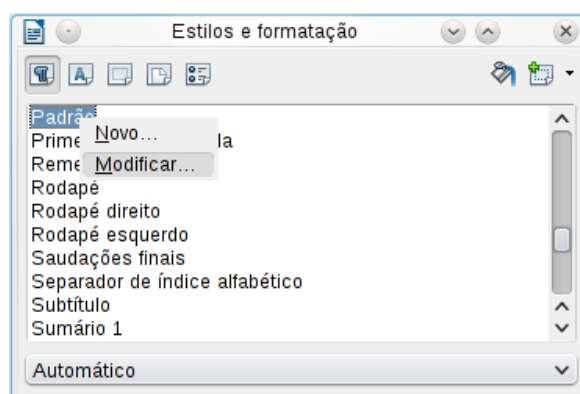 Estilos e formatação
Padrão
Novo...
Prime la
Reme Modificar...
Rodapé
Rodapé direito
Rodapé esquerdo
Saudações finais
Separador de índice alfabético
Subtítulo
Sumário 1
Automático